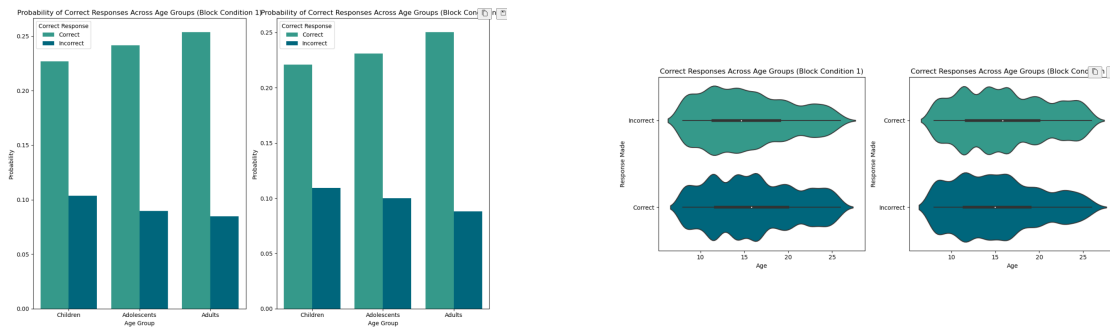 Probability of Correct Responses Across Age Groups (Block Condition 1)
Probability of Correct Responses Across Age Groups (Block Condition
Correct Response
Correct
Incorrect
0.25
0.20
0.15
0.10
0.05
0.00
Probability
Children
Adolescents
Adults
Age Group
Correct Response
Correct
Incorrect
0.25
0.20
0.15
0.10
0.05
0.00
Probability
Children
Adolescents
Adults
Age Group
Correct Responses Across Age Groups (Block Condition 1)
Incorrect
Correct
Response Made
10
15
20
25
Age
Correct Responses Across Age Groups (Block
Correct
Incorrect
Response Made
10
15
20
25
Age